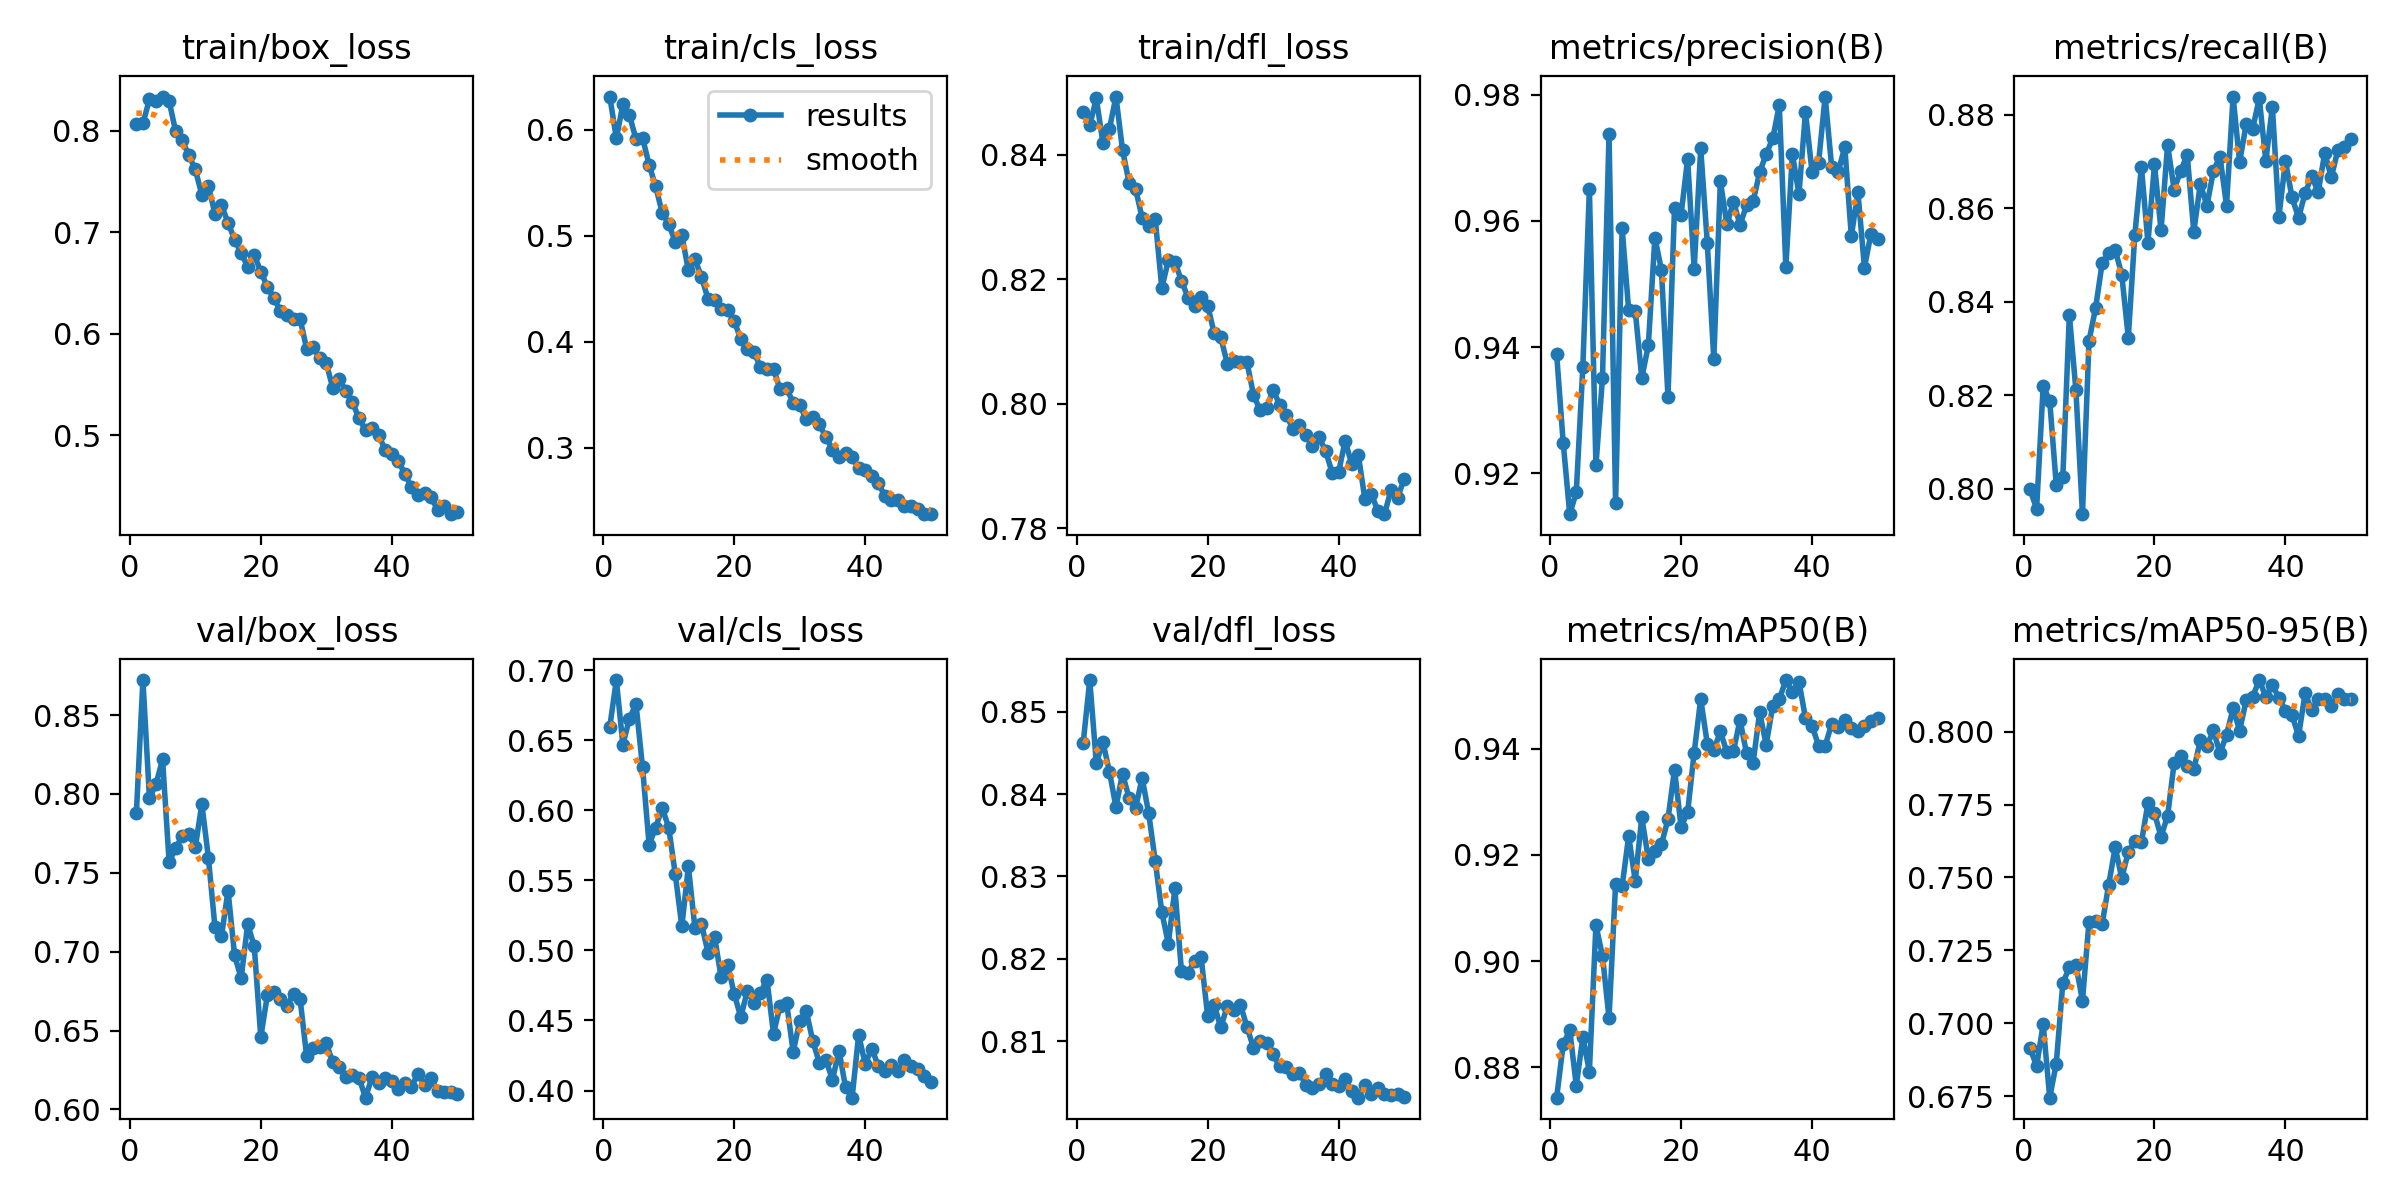 train/box_loss
0.8
0.7
0.6
0.5
0 20 40
train/cls_loss
results
smooth
0.6
0.5
0.4
0.3
0 20 40
train/dfl_loss
0.84
0.82
0.80
0.78
0 20 40
metrics/precision(B)
0.98
0.96
0.94
0.92
0 20 40
metrics/recall(B)
0.88
0.86
0.84
0.82
0.80
0 20 40
val/box_loss
0.85
0.80
0.75
0.70
0.65
0.60
0 20 40
val/cls_loss
0.70
0.65
0.60
0.55
0.50
0.45
0.40
0 20 40
val/dfl_loss
0.85
0.84
0.83
0.82
0.81
0 20 40
metrics/mAP50(B)
0.94
0.92
0.90
0.88
0 20 40
metrics/mAP50-95(B)
0.800
0.775
0.750
0.725
0.700
0.675
0 20 40